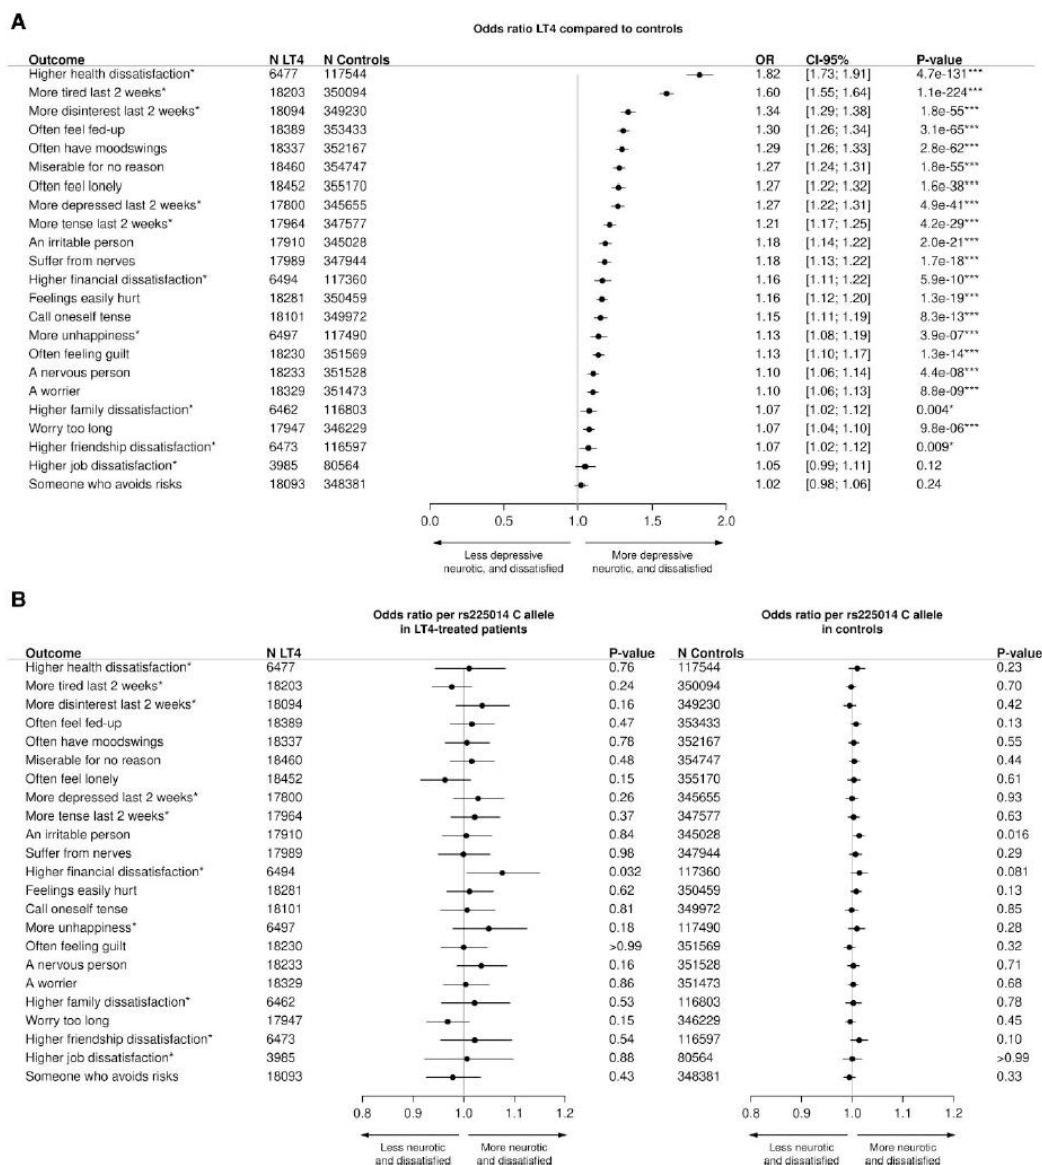 A
Odds ratio LT4 compared to controls
Outcome N LT4 N Controls OR CI-95% P-value
Higher health dissatisfaction* 6477 117544 1.82 [1.73; 1.91] 4.7e-131***
More tired last 2 weeks* 18203 350094 1.60 [1.55; 1.64] 1.1e-224***
More disinterest last 2 weeks* 18094 349230 1.34 [1.29; 1.38] 1.8e-55***
Often feel fed-up 18389 353433 1.30 [1.26; 1.34] 3.1e-65***
Often have moodswings 18337 352167 1.29 [1.26; 1.33] 2.8e-62***
Miserable for no reason 18460 354747 1.27 [1.24; 1.31] 1.8e-55***
Often feel lonely 18452 355170 1.27 [1.22; 1.32] 1.6e-38***
More depressed last 2 weeks* 17800 345655 1.27 [1.22; 1.31] 4.9e-41***
More tense last 2 weeks* 17964 347577 1.21 [1.17; 1.25] 4.2e-29***
An irritable person 17910 345028 1.18 [1.14; 1.22] 2.0e-21***
Suffer from nerves 17989 347944 1.18 [1.13; 1.22] 1.7e-18***
Higher financial dissatisfaction* 6494 117360 1.16 [1.11; 1.22] 5.9e-10***
Feelings easily hurt 18281 350459 1.16 [1.12; 1.20] 1.3e-19***
Call oneself tense 18101 349972 1.15 [1.11; 1.19] 8.3e-13***
More unhappiness* 6497 117490 1.13 [1.08; 1.19] 3.9e-07***
Often feeling guilt 18230 351569 1.13 [1.10; 1.17] 1.3e-14***
A nervous person 18233 351528 1.10 [1.06; 1.14] 4.4e-08***
A worrier 18329 351473 1.10 [1.06; 1.13] 8.8e-09***
Higher family dissatisfaction* 6462 116803 1.07 [1.02; 1.12] 0.004*
Worry too long 17947 346229 1.07 [1.04; 1.10] 9.8e-06***
Higher friendship dissatisfaction* 6473 116597 1.07 [1.02; 1.12] 0.009*
Higher job dissatisfaction* 3985 80564 1.05 [0.99; 1.11] 0.12
Someone who avoids risks 18093 348381 1.02 [0.98; 1.06] 0.24
0.0 0.5 1.0 1.5 2.0
Less depressive More depressive
neurotic, and dissatisfied neurotic, and dissatisfied
B
Odds ratio per rs225014 C allele Odds ratio per rs225014 C allele
in LT4-treated patients in controls
Outcome N LT4 P-value N Controls P-value
Higher health dissatisfaction* 6477 0.76 117544 0.23
More tired last 2 weeks* 18203 0.24 350094 0.70
More disinterest last 2 weeks* 18094 0.16 349230 0.42
Often feel fed-up 18389 0.47 353433 0.13
Often have moodswings 18337 0.78 352167 0.55
Miserable for no reason 18460 0.48 354747 0.44
Often feel lonely 18452 0.15 355170 0.61
More depressed last 2 weeks* 17800 0.26 345655 0.93
More tense last 2 weeks* 17964 0.37 347577 0.63
An irritable person 17910 0.84 345028 0.016
Suffer from nerves 17989 0.98 347944 0.29
Higher financial dissatisfaction* 6494 0.032 117360 0.081
Feelings easily hurt 18281 0.62 350459 0.13
Call oneself tense 18101 0.81 349972 0.85
More unhappiness* 6497 0.18 117490 0.28
Often feeling guilt 18230 >0.99 351569 0.32
A nervous person 18233 0.16 351528 0.71
A worrier 18329 0.86 351473 0.68
Higher family dissatisfaction* 6462 0.53 116803 0.78
Worry too long 17947 0.15 346229 0.45
Higher friendship dissatisfaction* 6473 0.54 116597 0.10
Higher job dissatisfaction* 3985 0.88 80564 >0.99
Someone who avoids risks 18093 0.43 348381 0.33
0.8 0.9 1.0 1.1 1.2 0.8 0.9 1.0 1.1 1.2
Less neurotic More neurotic Less neurotic More neurotic
and dissatisfied and dissatisfied and dissatisfied and dissatisfied